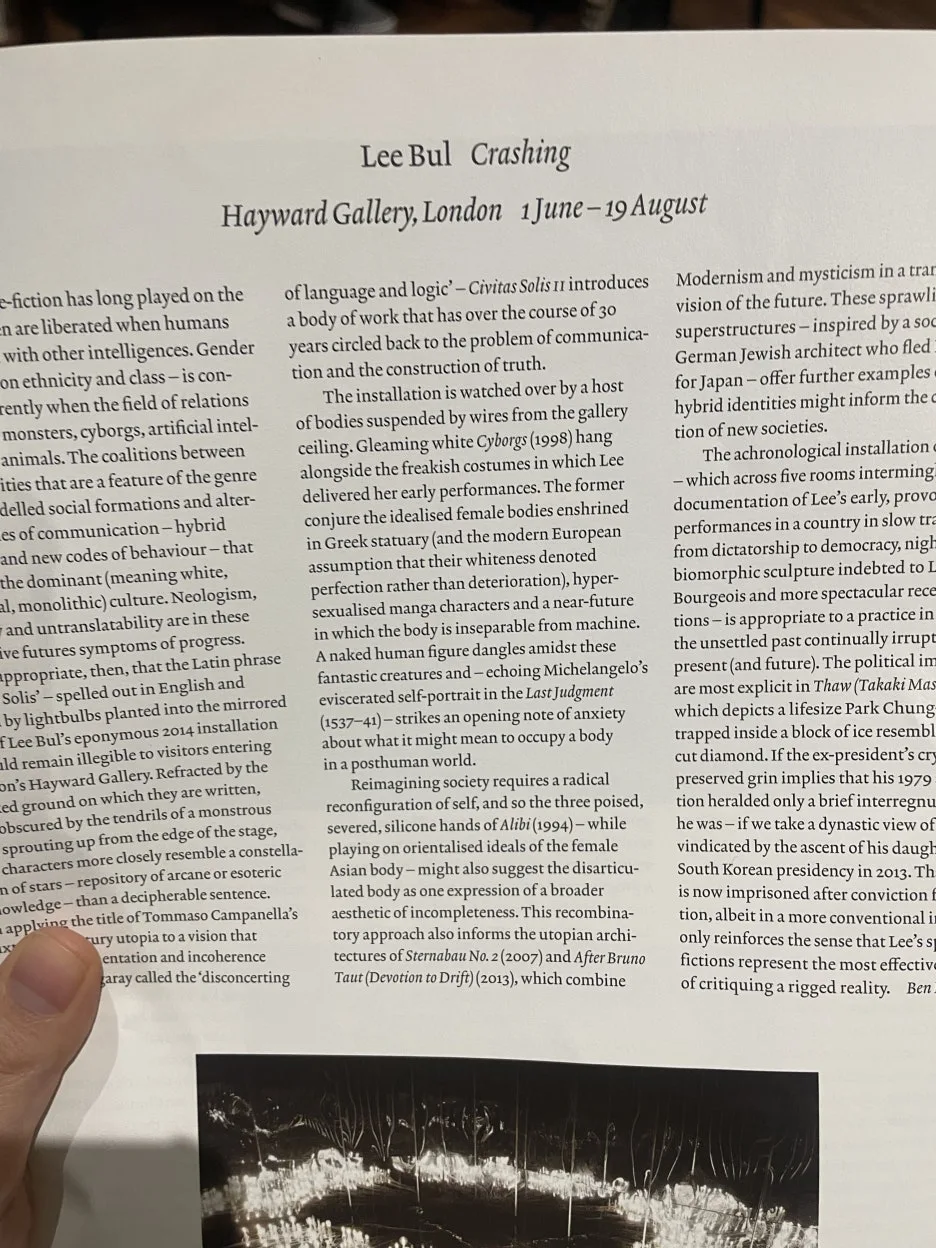 Lee Bul Crashing
Hayward Gallery, London 1 June – 19 August
e-fiction has long played on the
n are liberated when humans
with other intelligences. Gender
on ethnicity and class – is con-
rently when the field of relations
monsters, cyborgs, artificial intel-
animals. The coalitions between
ities that are a feature of the genre
delled social formations and alter-
es of communication – hybrid
and new codes of behaviour – that
the dominant (meaning white,
al, monolithic) culture. Neologism,
and untranslatability are in these
ive futures symptoms of progress.
appropriate, then, that the Latin phrase
Solis' – spelled out in English and
by lightbulbs planted into the mirrored
f Lee Bul's eponymous 2014 installation
uld remain illegible to visitors entering
on's Hayward Gallery. Refracted by the
ed ground on which they are written,
obscured by the tendrils of a monstrous
sprouting up from the edge of the stage,
characters more closely resemble a constella-
n of stars – repository of arcane or esoteric
nowledge – than a decipherable sentence.
applying the title of Tommaso Campanella's
tury utopia to a vision that
entation and incoherence
garay called the 'disconcerting
of language and logic' – Civitas Solis II introduces
a body of work that has over the course of 30
years circled back to the problem of communica-
tion and the construction of truth.
The installation is watched over by a host
of bodies suspended by wires from the gallery
ceiling. Gleaming white Cyborgs (1998) hang
alongside the freakish costumes in which Lee
delivered her early performances. The former
conjure the idealised female bodies enshrined
in Greek statuary (and the modern European
assumption that their whiteness denoted
perfection rather than deterioration), hyper-
sexualised manga characters and a near-future
in which the body is inseparable from machine.
A naked human figure dangles amidst these
fantastic creatures and – echoing Michelangelo's
eviscerated self-portrait in the Last Judgment
(1537–41) – strikes an opening note of anxiety
about what it might mean to occupy a body
in a posthuman world.
Reimagining society requires a radical
reconfiguration of self, and so the three poised,
severed, silicone hands of Alibi (1994) – while
playing on orientalised ideals of the female
Asian body – might also suggest the disarticu-
lated body as one expression of a broader
aesthetic of incompleteness. This recombina-
tory approach also informs the utopian archi-
tectures of Sternbau No. 2 (2007) and After Bruno
Taut (Devotion to Drift) (2013), which combine
Modernism and mysticism in a tran
vision of the future. These sprawli
superstructures – inspired by a soc
German Jewish architect who fled
for Japan – offer further examples
hybrid identities might inform the c
tion of new societies.
The achronological installation
– which across five rooms interming
documentation of Lee's early, provo
performances in a country in slow tra
from dictatorship to democracy, nigh
biomorphic sculpture indebted to L
Bourgeois and more spectacular rece
tions – is appropriate to a practice in
the unsettled past continually irrupt
present (and future). The political im
are most explicit in Thaw (Takaki Mas
which depicts a lifesize Park Chung-
trapped inside a block of ice resembl
cut diamond. If the ex-president's cry
preserved grin implies that his 1979
tion heralded only a brief interregnu
he was – if we take a dynastic view of
vindicated by the ascent of his daugh
South Korean presidency in 2013. Th
is now imprisoned after conviction f
tion, albeit in a more conventional i
only reinforces the sense that Lee's sp
fictions represent the most effective
of critiquing a rigged reality. Ben